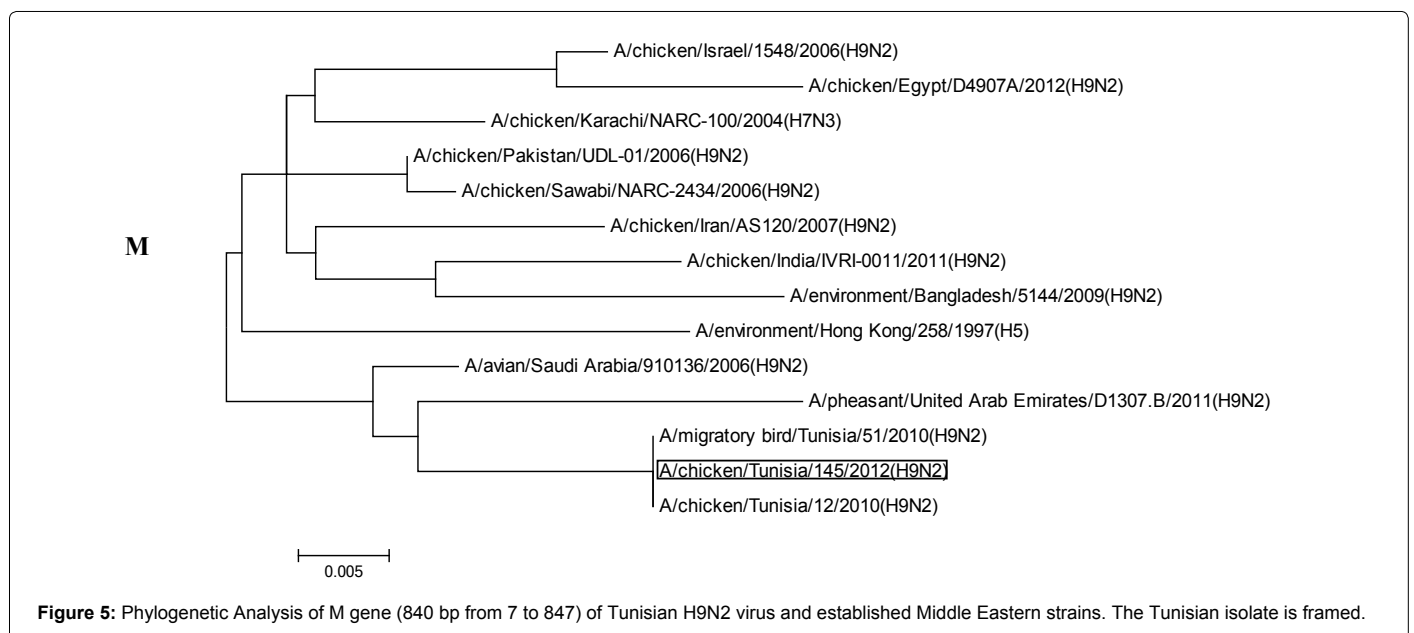 A/chicken/Israel/1548/2006(H9N2)
A/chicken/Egypt/D4907A/2012(H9N2)
A/chicken/Karachi/NARC-100/2004(H7N3)
A/chicken/Pakistan/UDL-01/2006(H9N2)
A/chicken/Sawabi/NARC-2434/2006(H9N2)
A/chicken/Iran/AS120/2007(H9N2)
M
A/chicken/India/IVRI-0011/2011(H9N2)
A/environment/Bangladesh/5144/2009(H9N2)
A/environment/Hong Kong/258/1997(H5)
A/avian/Saudi Arabia/910136/2006(H9N2)
A/pheasant/United Arab Emirates/D1307.B/2011(H9N2)
A/migratory bird/Tunisia/51/2010(H9N2)
A/chicken/Tunisia/145/2012(H9N2)
A/chicken/Tunisia/12/2010(H9N2)
0.005
Figure 5: Phylogenetic Analysis of M gene (840 bp from 7 to 847) of Tunisian H9N2 virus and established Middle Eastern strains. The Tunisian isolate is framed.